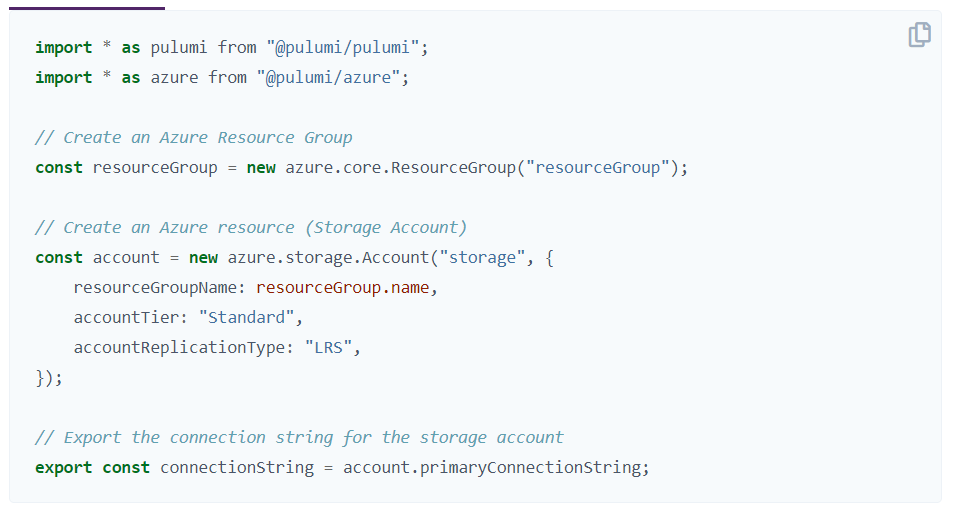 import * as pulumi from "@pulumi/pulumi";
import * as azure from "@pulumi/azure";
// Create an Azure Resource Group
const resourceGroup = new azure.core.ResourceGroup("resourceGroup");
// Create an Azure resource (Storage Account)
const account = new azure.storage.Account("storage", {
    resourceGroupName: resourceGroup.name,
    accountTier: "Standard",
    accountReplicationType: "LRS",
});
// Export the connection string for the storage account
export const connectionString = account.primaryConnectionString;